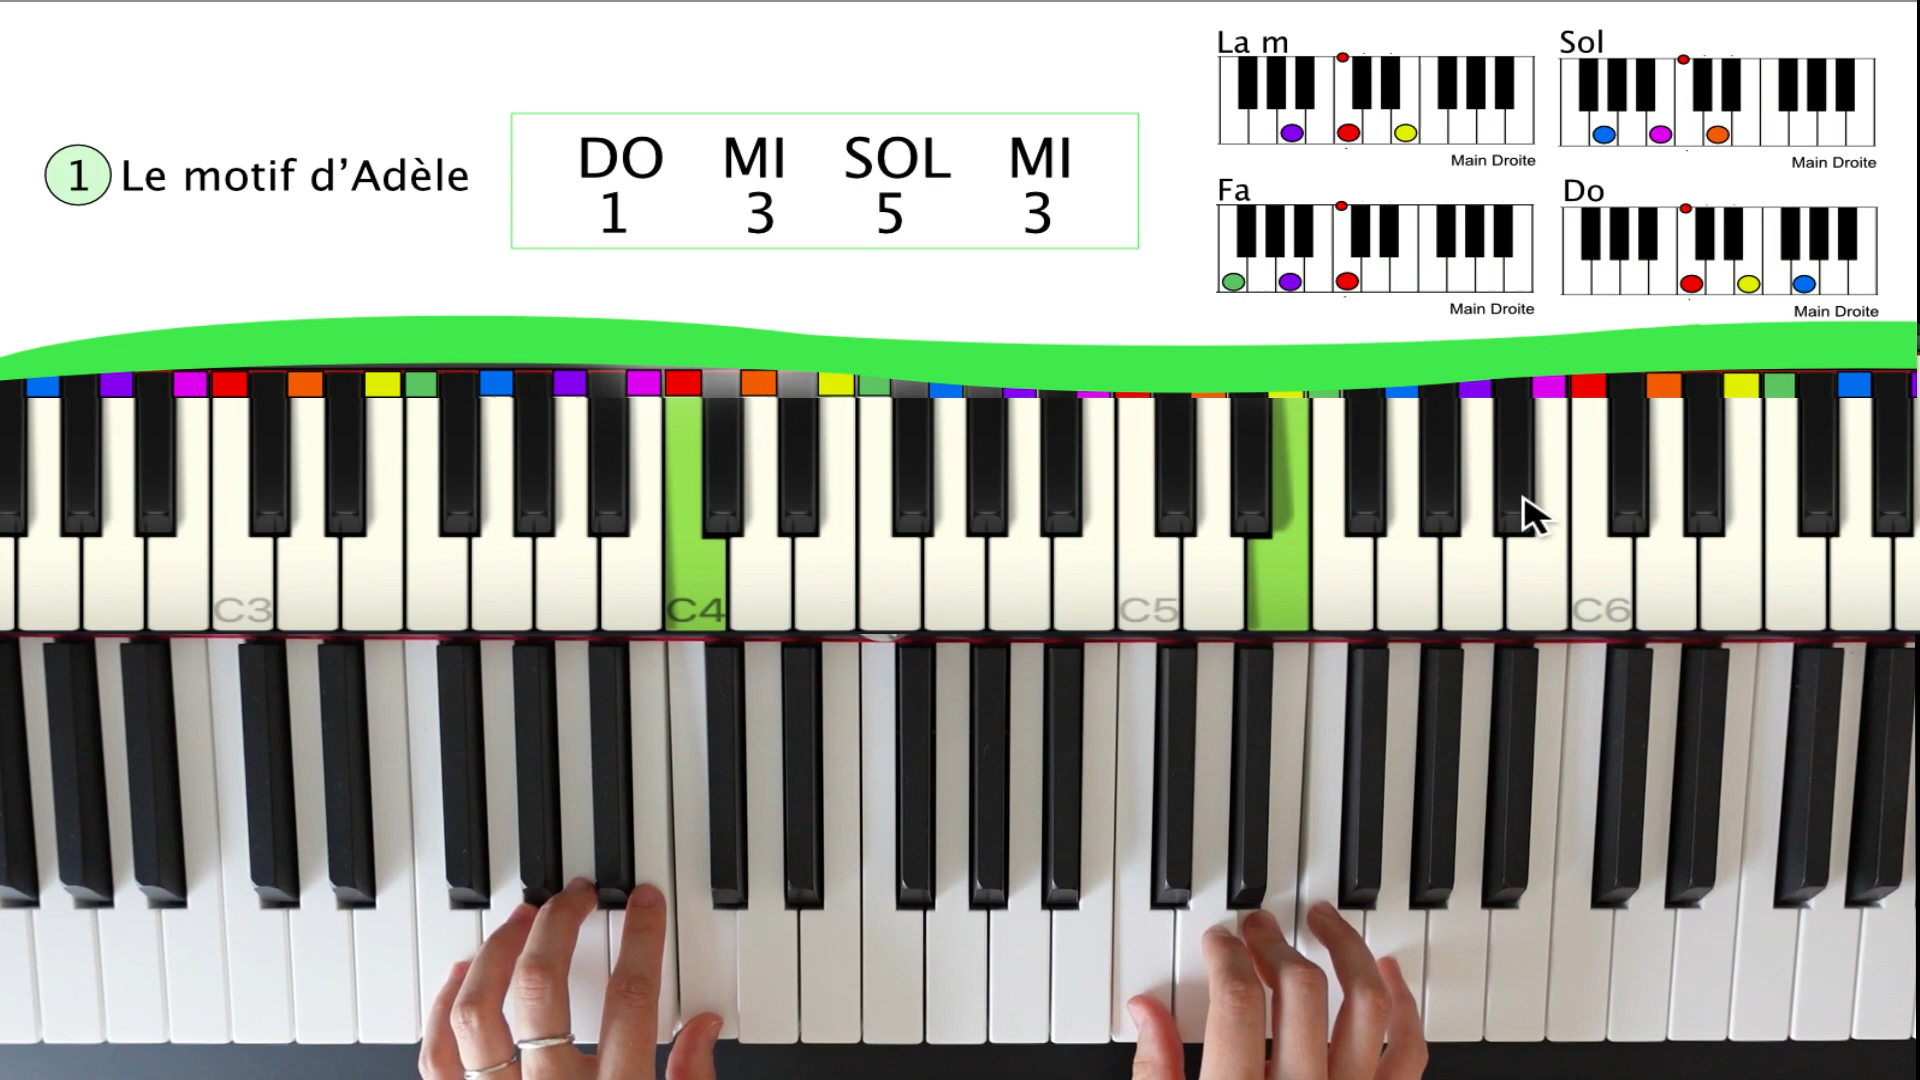 1 Le motif d'Adèle
DO MI SOL MI
1 3 5 3
La m
Main Droite
Sol
Main Droite
Fa
Main Droite
Do
Main Droite
C3 C4 C5 C6